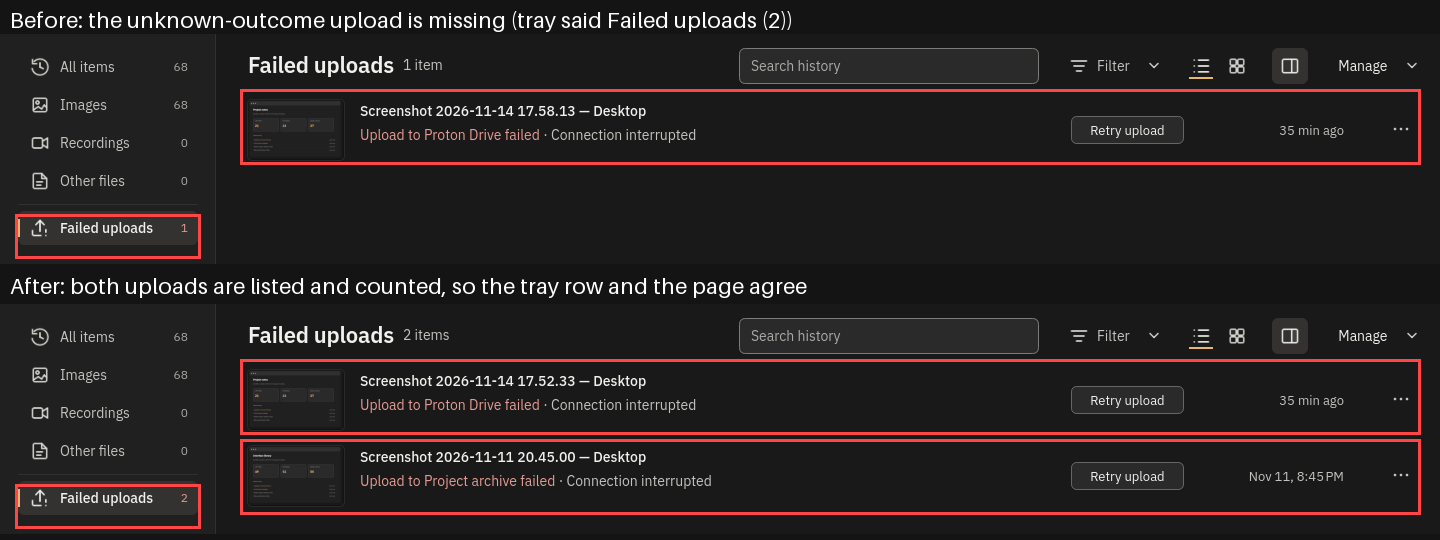 Before: the unknown-outcome upload is missing (tray said Failed uploads (2))
All items 68
Images 68
Recordings 0
Other files 0
Failed uploads 1
Failed uploads 1 item
Search history
Filter
Manage
Screenshot 2026-11-14 17.58.13 — Desktop
Upload to Proton Drive failed · Connection interrupted
Retry upload
35 min ago
After: both uploads are listed and counted, so the tray row and the page agree
All items 68
Images 68
Recordings 0
Other files 0
Failed uploads 2
Failed uploads 2 items
Search history
Filter
Manage
Screenshot 2026-11-14 17.52.33 — Desktop
Upload to Proton Drive failed · Connection interrupted
Retry upload
35 min ago
Screenshot 2026-11-11 20.45.00 — Desktop
Upload to Project archive failed · Connection interrupted
Retry upload
Nov 11, 8:45 PM